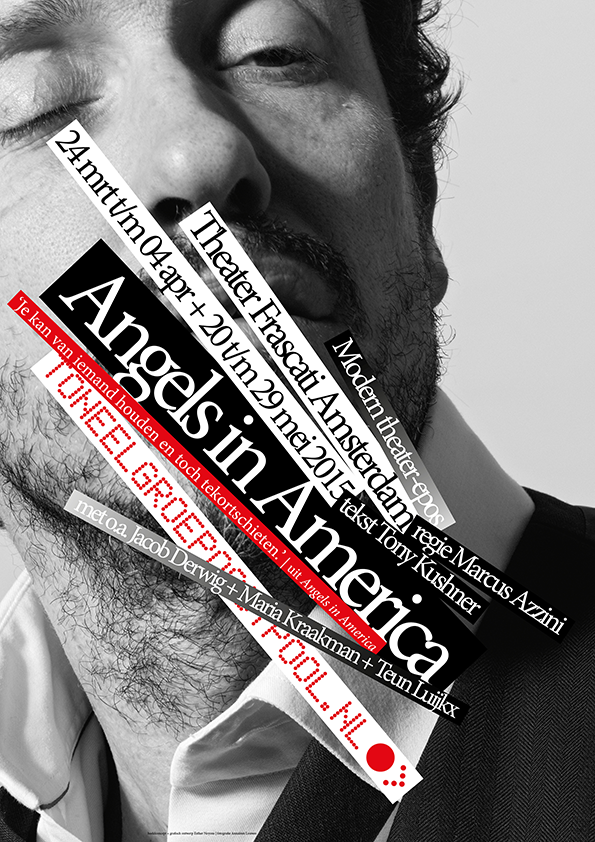 24 mrt t/m 04 apr + 20 t/m 29 mei 2015
Theater Frascati Amsterdam
Modern theater-epos
Angels in America
tekst Tony Kushner
regie Marcus Azzini
‘Je kan van iemand houden en toch tekortschieten.’ | uit Angels in America
met o.a. Jacob Derwig + Maria Kraakman + Teun Luijkx